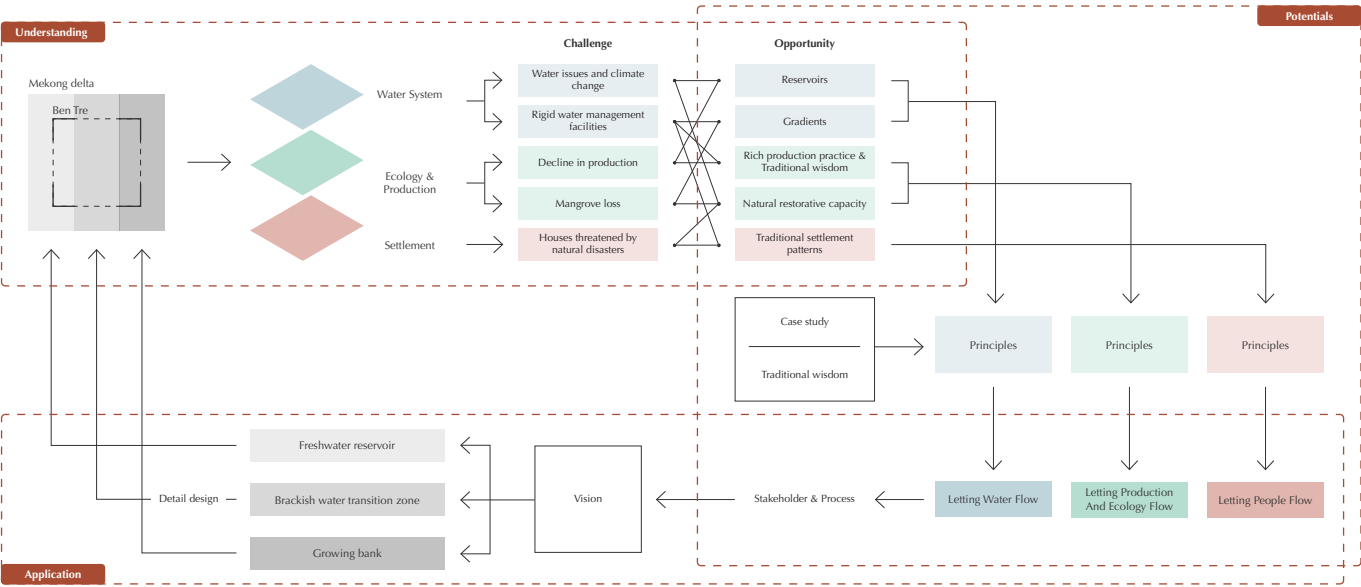 Understanding
Potentials
Challenge
Opportunity
Mekong delta
Ben Tre
Water System
Ecology &
Production
Settlement
Water issues and climate
change
Rigid water management
facilities
Decline in production
Mangrove loss
Houses threatened by
natural disasters
Reservoirs
Gradients
Rich production practice &
Traditional wisdom
Natural restorative capacity
Traditional settlement
patterns
Case study
Traditional wisdom
Principles
Principles
Principles
Letting Water Flow
Letting Production
And Ecology Flow
Letting People Flow
Stakeholder & Process
Vision
Freshwater reservoir
Brackish water transition zone
Growing bank
Detail design
Application